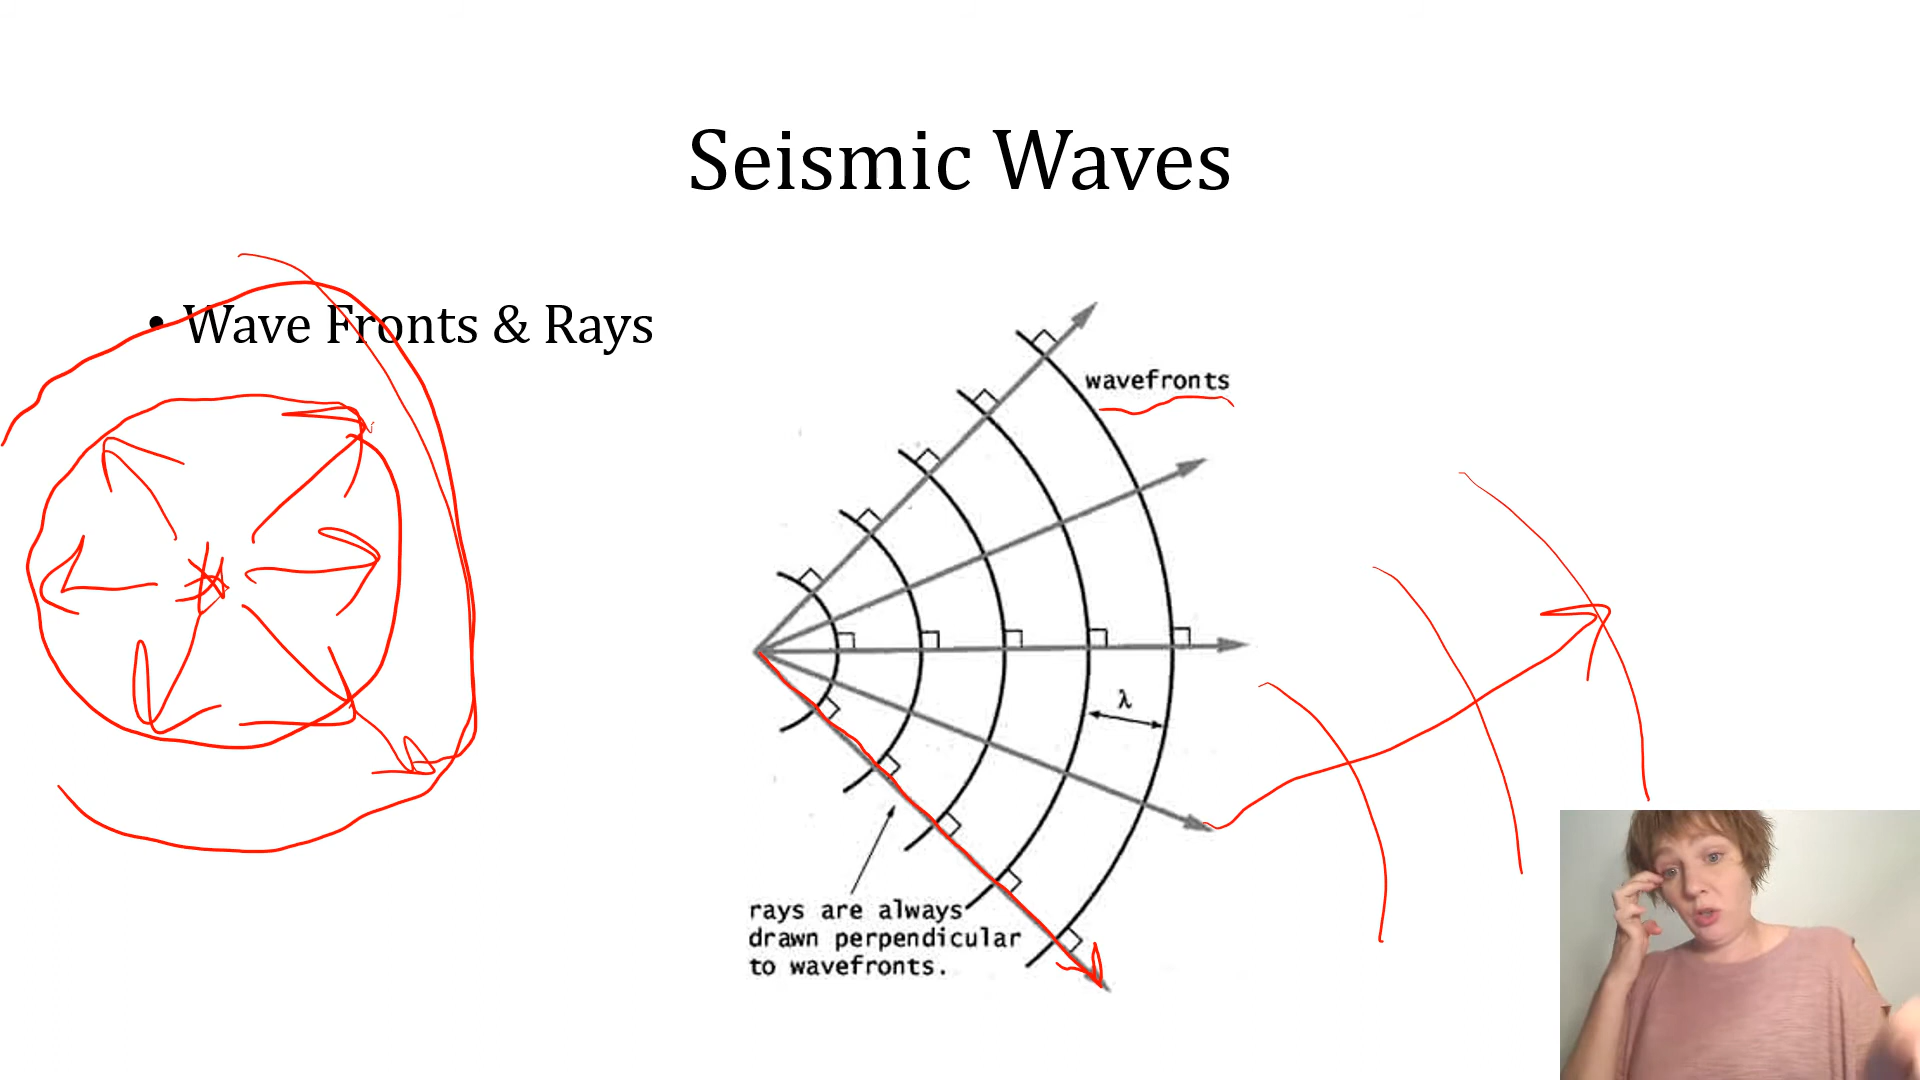 Seismic Waves
• Wave Fronts & Rays
wavefronts
λ
rays are always
drawn perpendicular
to wavefronts.